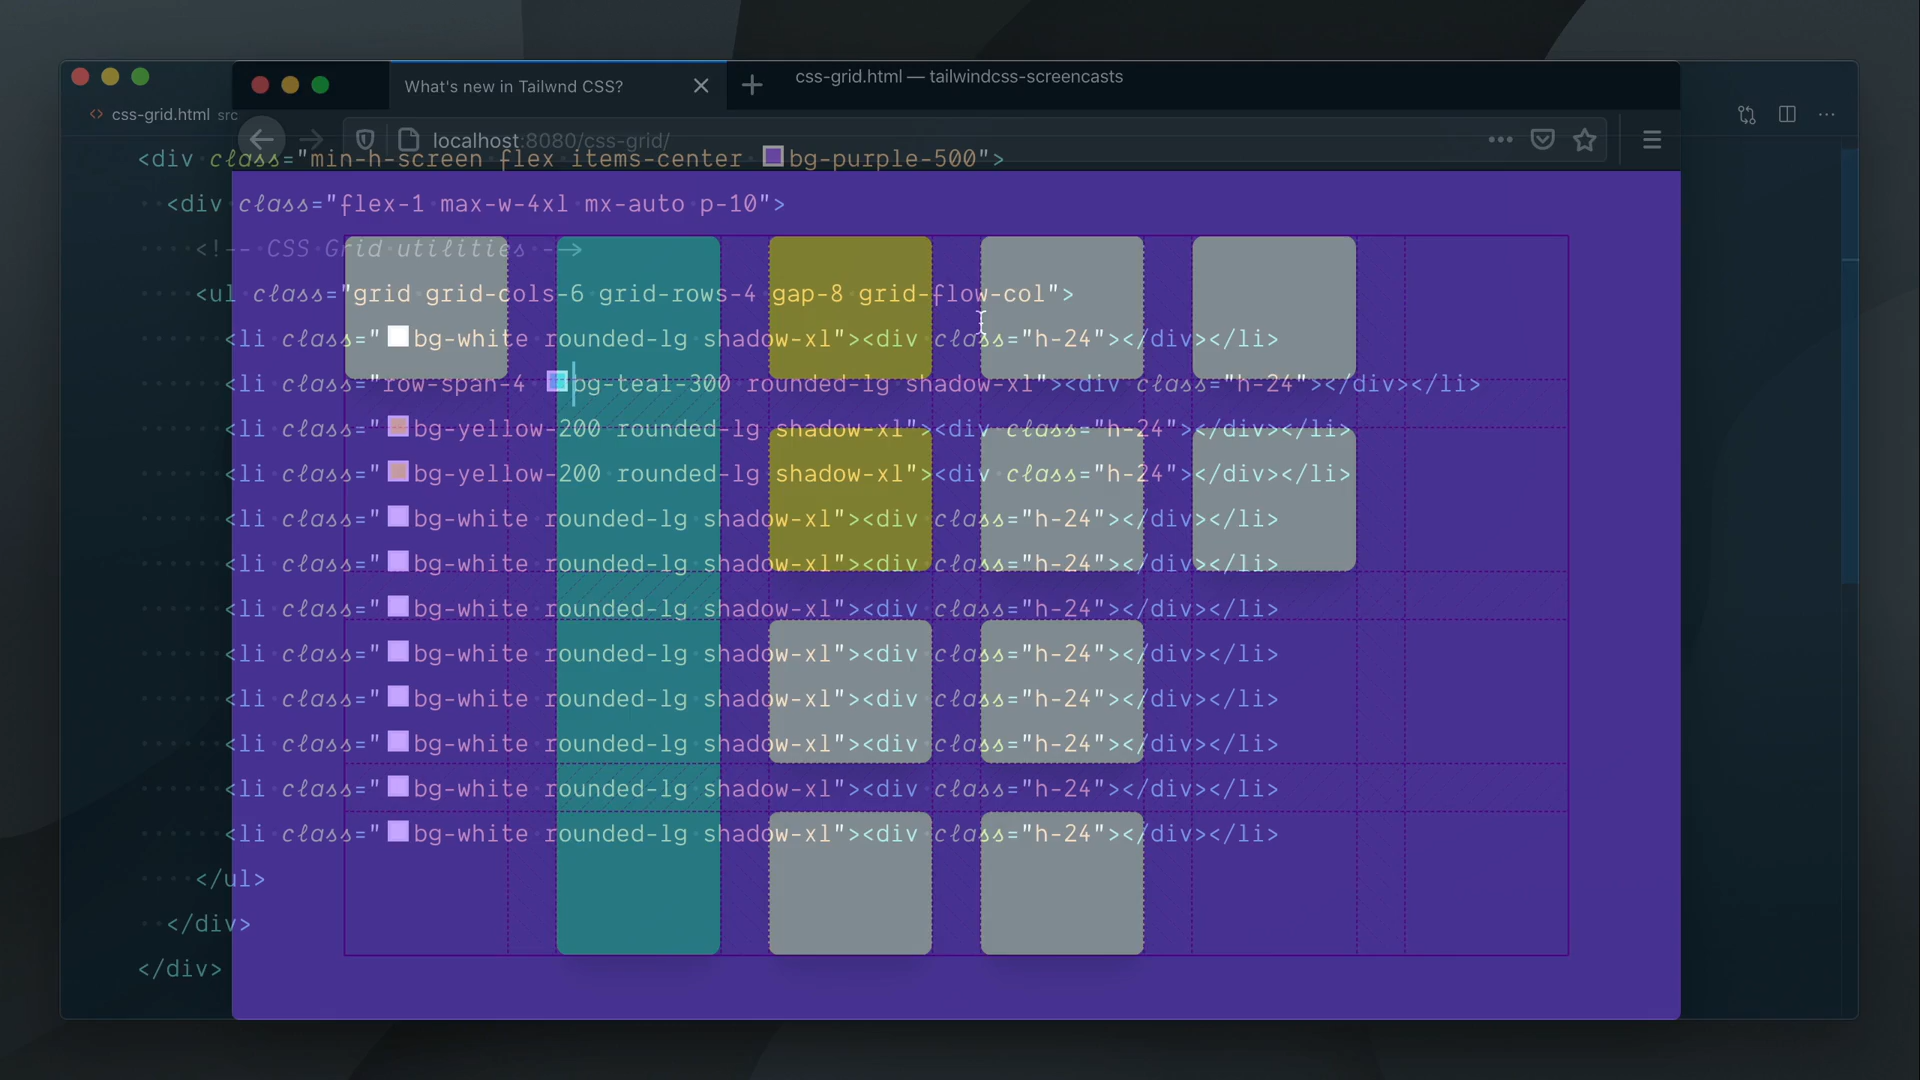 What's new in Tailwnd CSS?
css-grid.html — tailwindcss-screencasts
css-grid.html src
localhost:8080/css-grid/
<div class="min-h-screen flex items-center bg-purple-500">
<div class="flex-1 max-w-4xl mx-auto p-10">
<!-- CSS Grid utilities -->
<ul class="grid grid-cols-6 grid-rows-4 gap-8 grid-flow-col">
<li class="bg-white rounded-lg shadow-xl"><div class="h-24"></div></li>
<li class="row-span-4 bg-teal-300 rounded-lg shadow-xl"><div class="h-24"></div></li>
<li class="bg-yellow-200 rounded-lg shadow-xl"><div class="h-24"></div></li>
<li class="bg-yellow-200 rounded-lg shadow-xl"><div class="h-24"></div></li>
<li class="bg-white rounded-lg shadow-xl"><div class="h-24"></div></li>
<li class="bg-white rounded-lg shadow-xl"><div class="h-24"></div></li>
<li class="bg-white rounded-lg shadow-xl"><div class="h-24"></div></li>
<li class="bg-white rounded-lg shadow-xl"><div class="h-24"></div></li>
<li class="bg-white rounded-lg shadow-xl"><div class="h-24"></div></li>
<li class="bg-white rounded-lg shadow-xl"><div class="h-24"></div></li>
<li class="bg-white rounded-lg shadow-xl"><div class="h-24"></div></li>
<li class="bg-white rounded-lg shadow-xl"><div class="h-24"></div></li>
</ul>
</div>
</div>